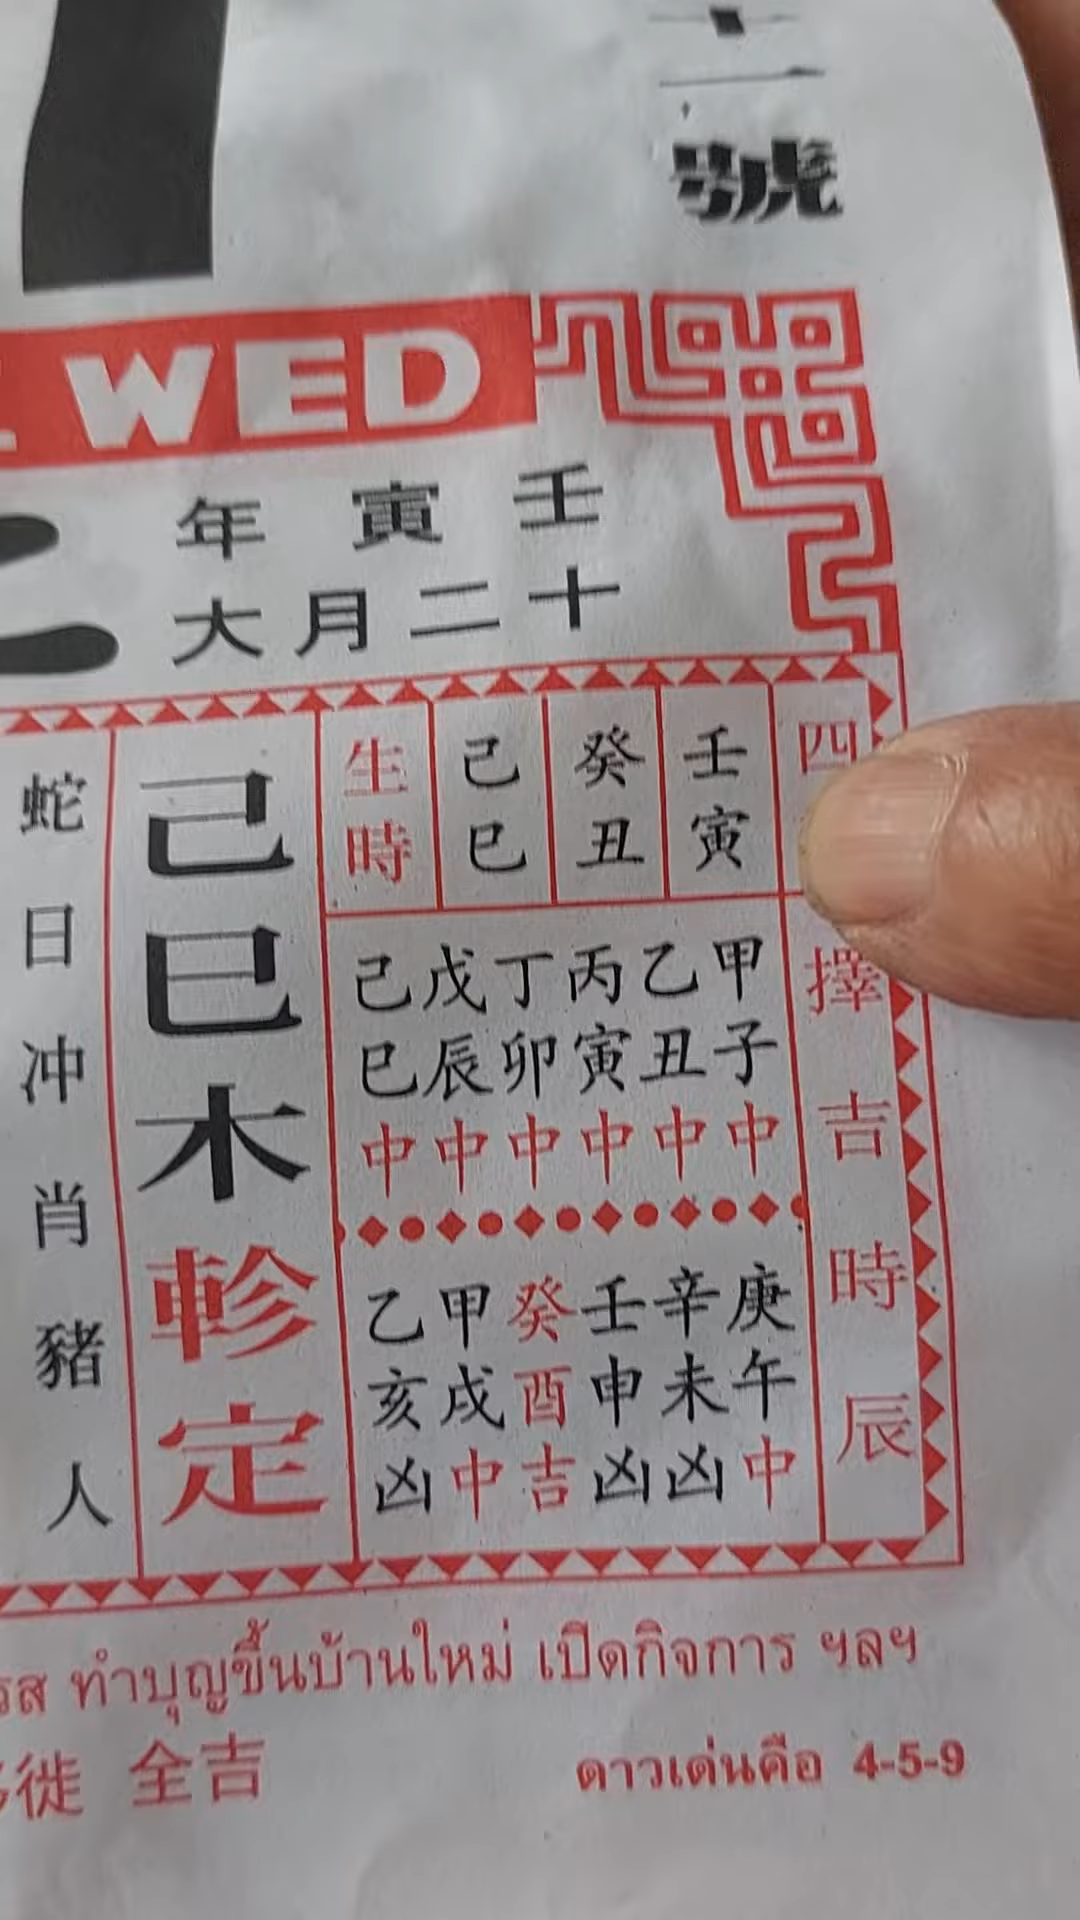 號
WED
壬寅年
十二月大
四
擇吉時辰
壬寅
癸丑
己巳
生時
甲子中
乙丑中
丙寅中
丁卯中
戊辰中
己巳中
庚午中
辛未凶
壬申凶
癸酉吉
甲戌中
乙亥凶
己巳木軫定
蛇日冲肖豬人
รส ทำบุญขึ้นบ้านใหม่ เปิดกิจการ ฯลฯ
徙 全吉
ดาวเด่นคือ 4-5-9